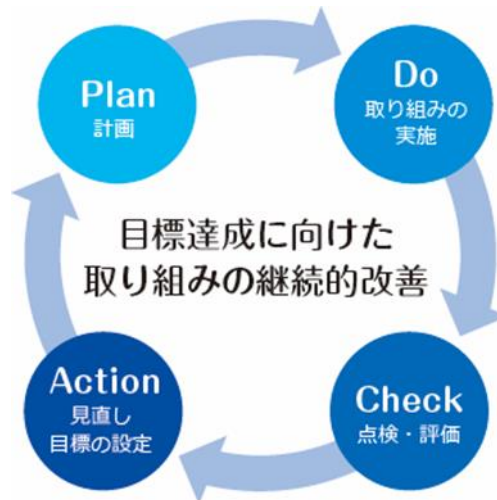 Plan
計画
Do
取り組みの
実施
目標達成に向けた
取り組みの継続的改善
Action
見直し
目標の設定
Check
点検・評価